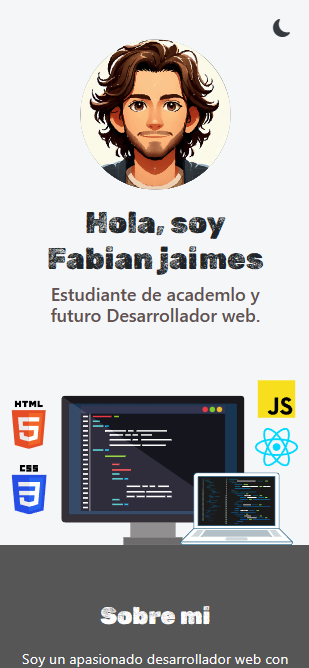 Hola, soy
Fabian jaimes
Estudiante de academlo y
futuro Desarrollador web.
HTML
5
JS
CSS
3
Sobre mi
Soy un apasionado desarrollador web con